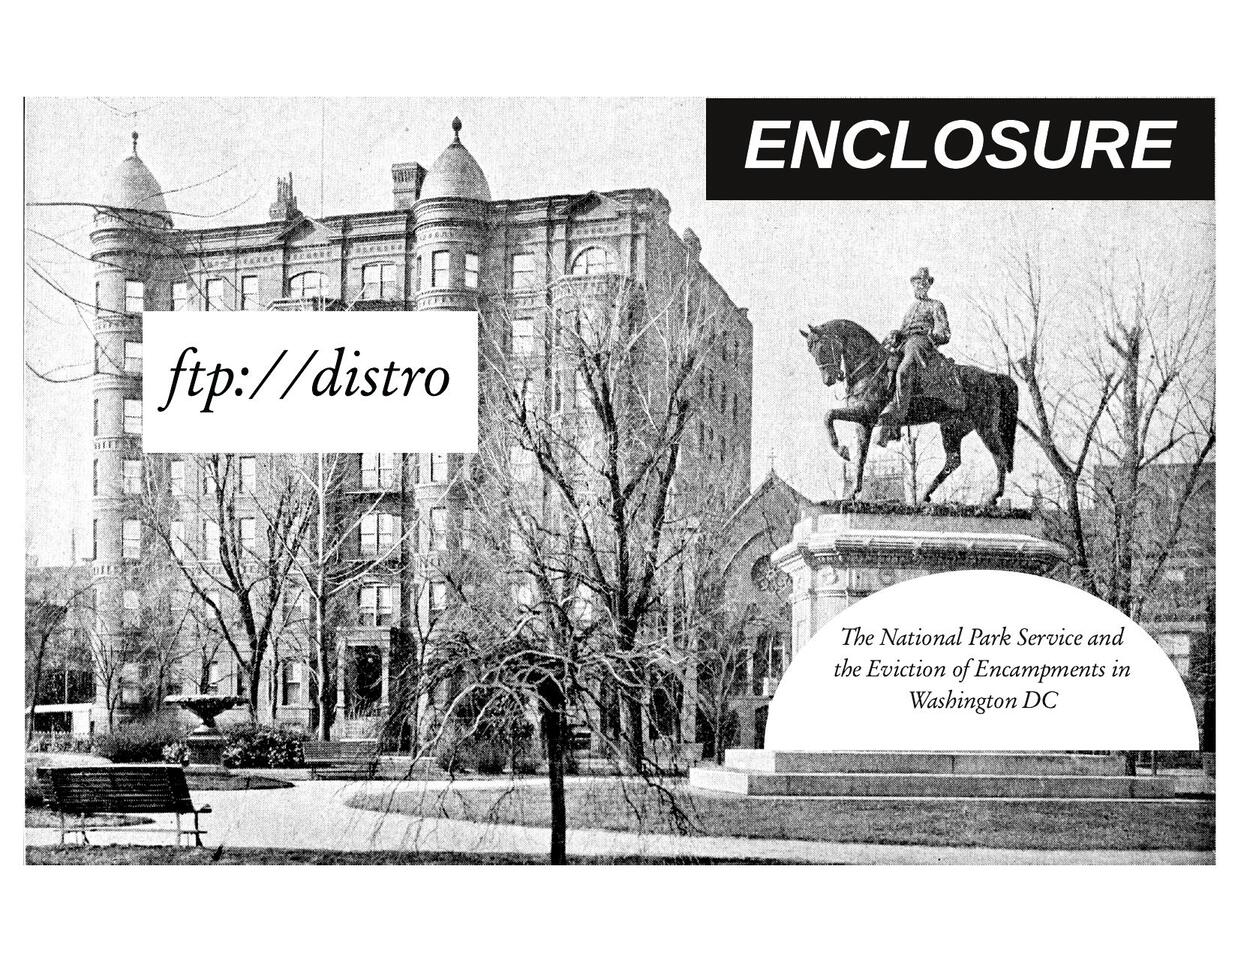 ENCLOSURE
ftp://distro
The National Park Service and
the Eviction of Encampments in
Washington DC